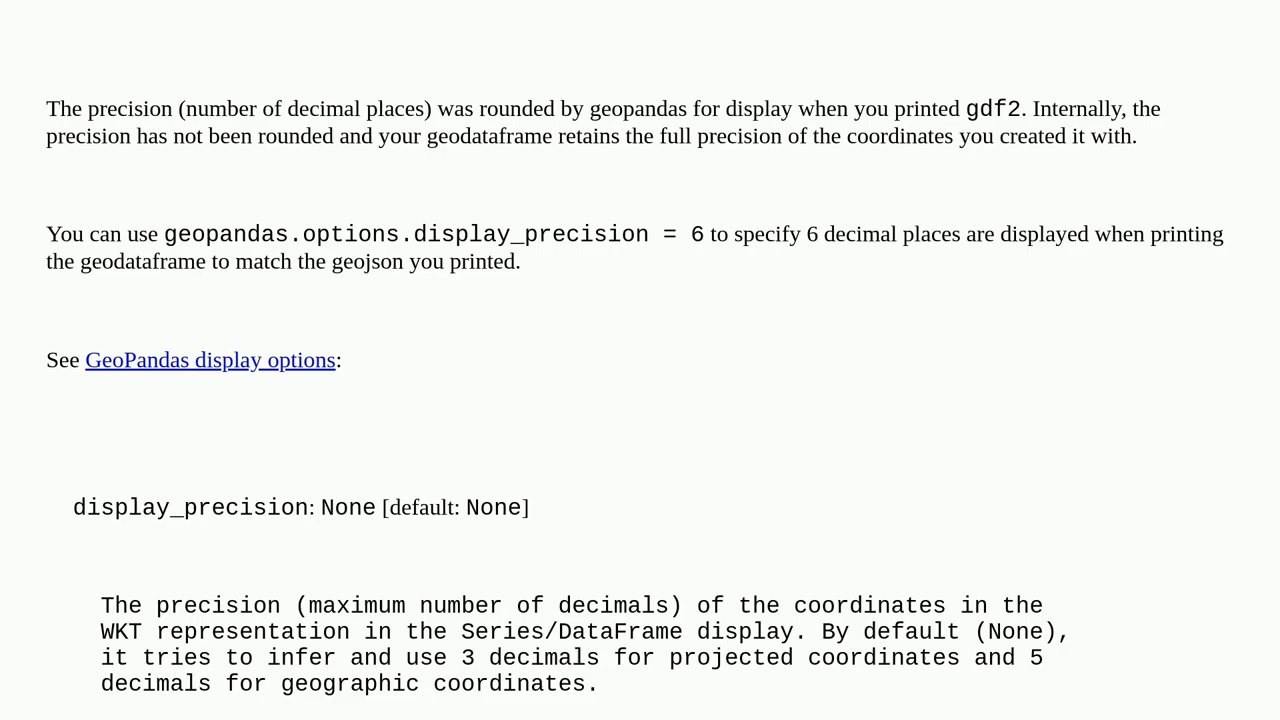 The precision (number of decimal places) was rounded by geopandas for display when you printed gdf2. Internally, the
precision has not been rounded and your geodataframe retains the full precision of the coordinates you created it with.
You can use geopandas.options.display_precision = 6 to specify 6 decimal places are displayed when printing
the geodataframe to match the geojson you printed.
See GeoPandas display options:
display_precision: None [default: None]
The precision (maximum number of decimals) of the coordinates in the
WKT representation in the Series/DataFrame display. By default (None),
it tries to infer and use 3 decimals for projected coordinates and 5
decimals for geographic coordinates.